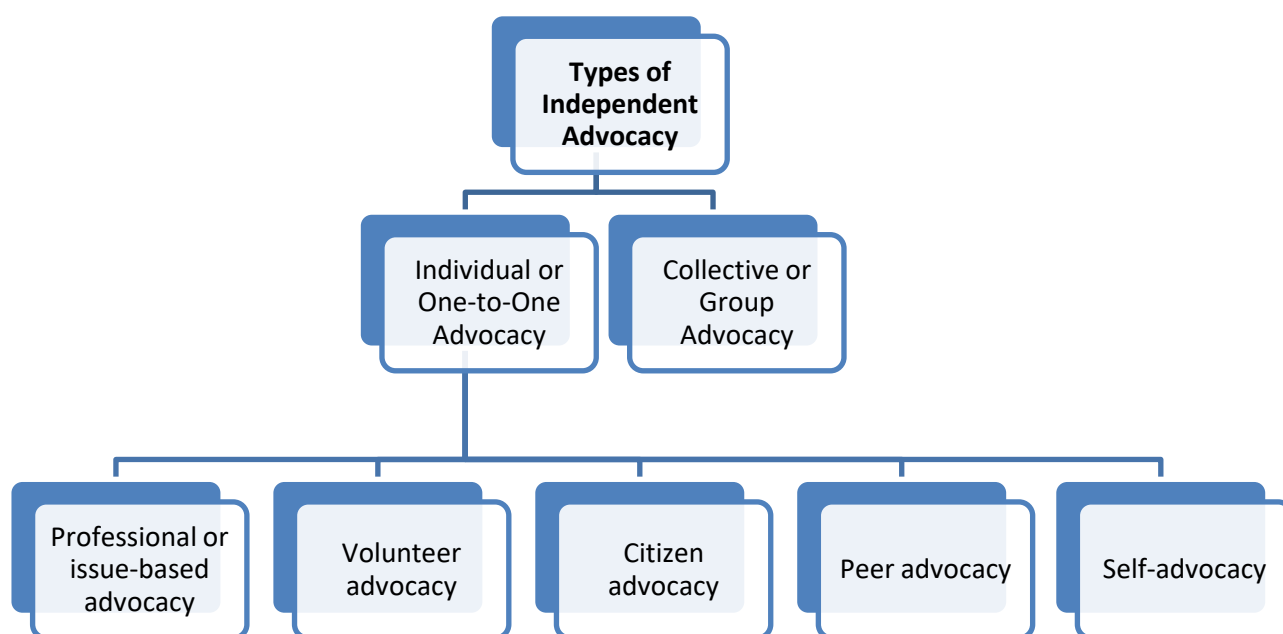 Types of
Independent
Advocacy
Individual or
One-to-One
Advocacy
Collective or
Group
Advocacy
Professional or
issue-based
advocacy
Volunteer
advocacy
Citizen
advocacy
Peer advocacy
Self-advocacy